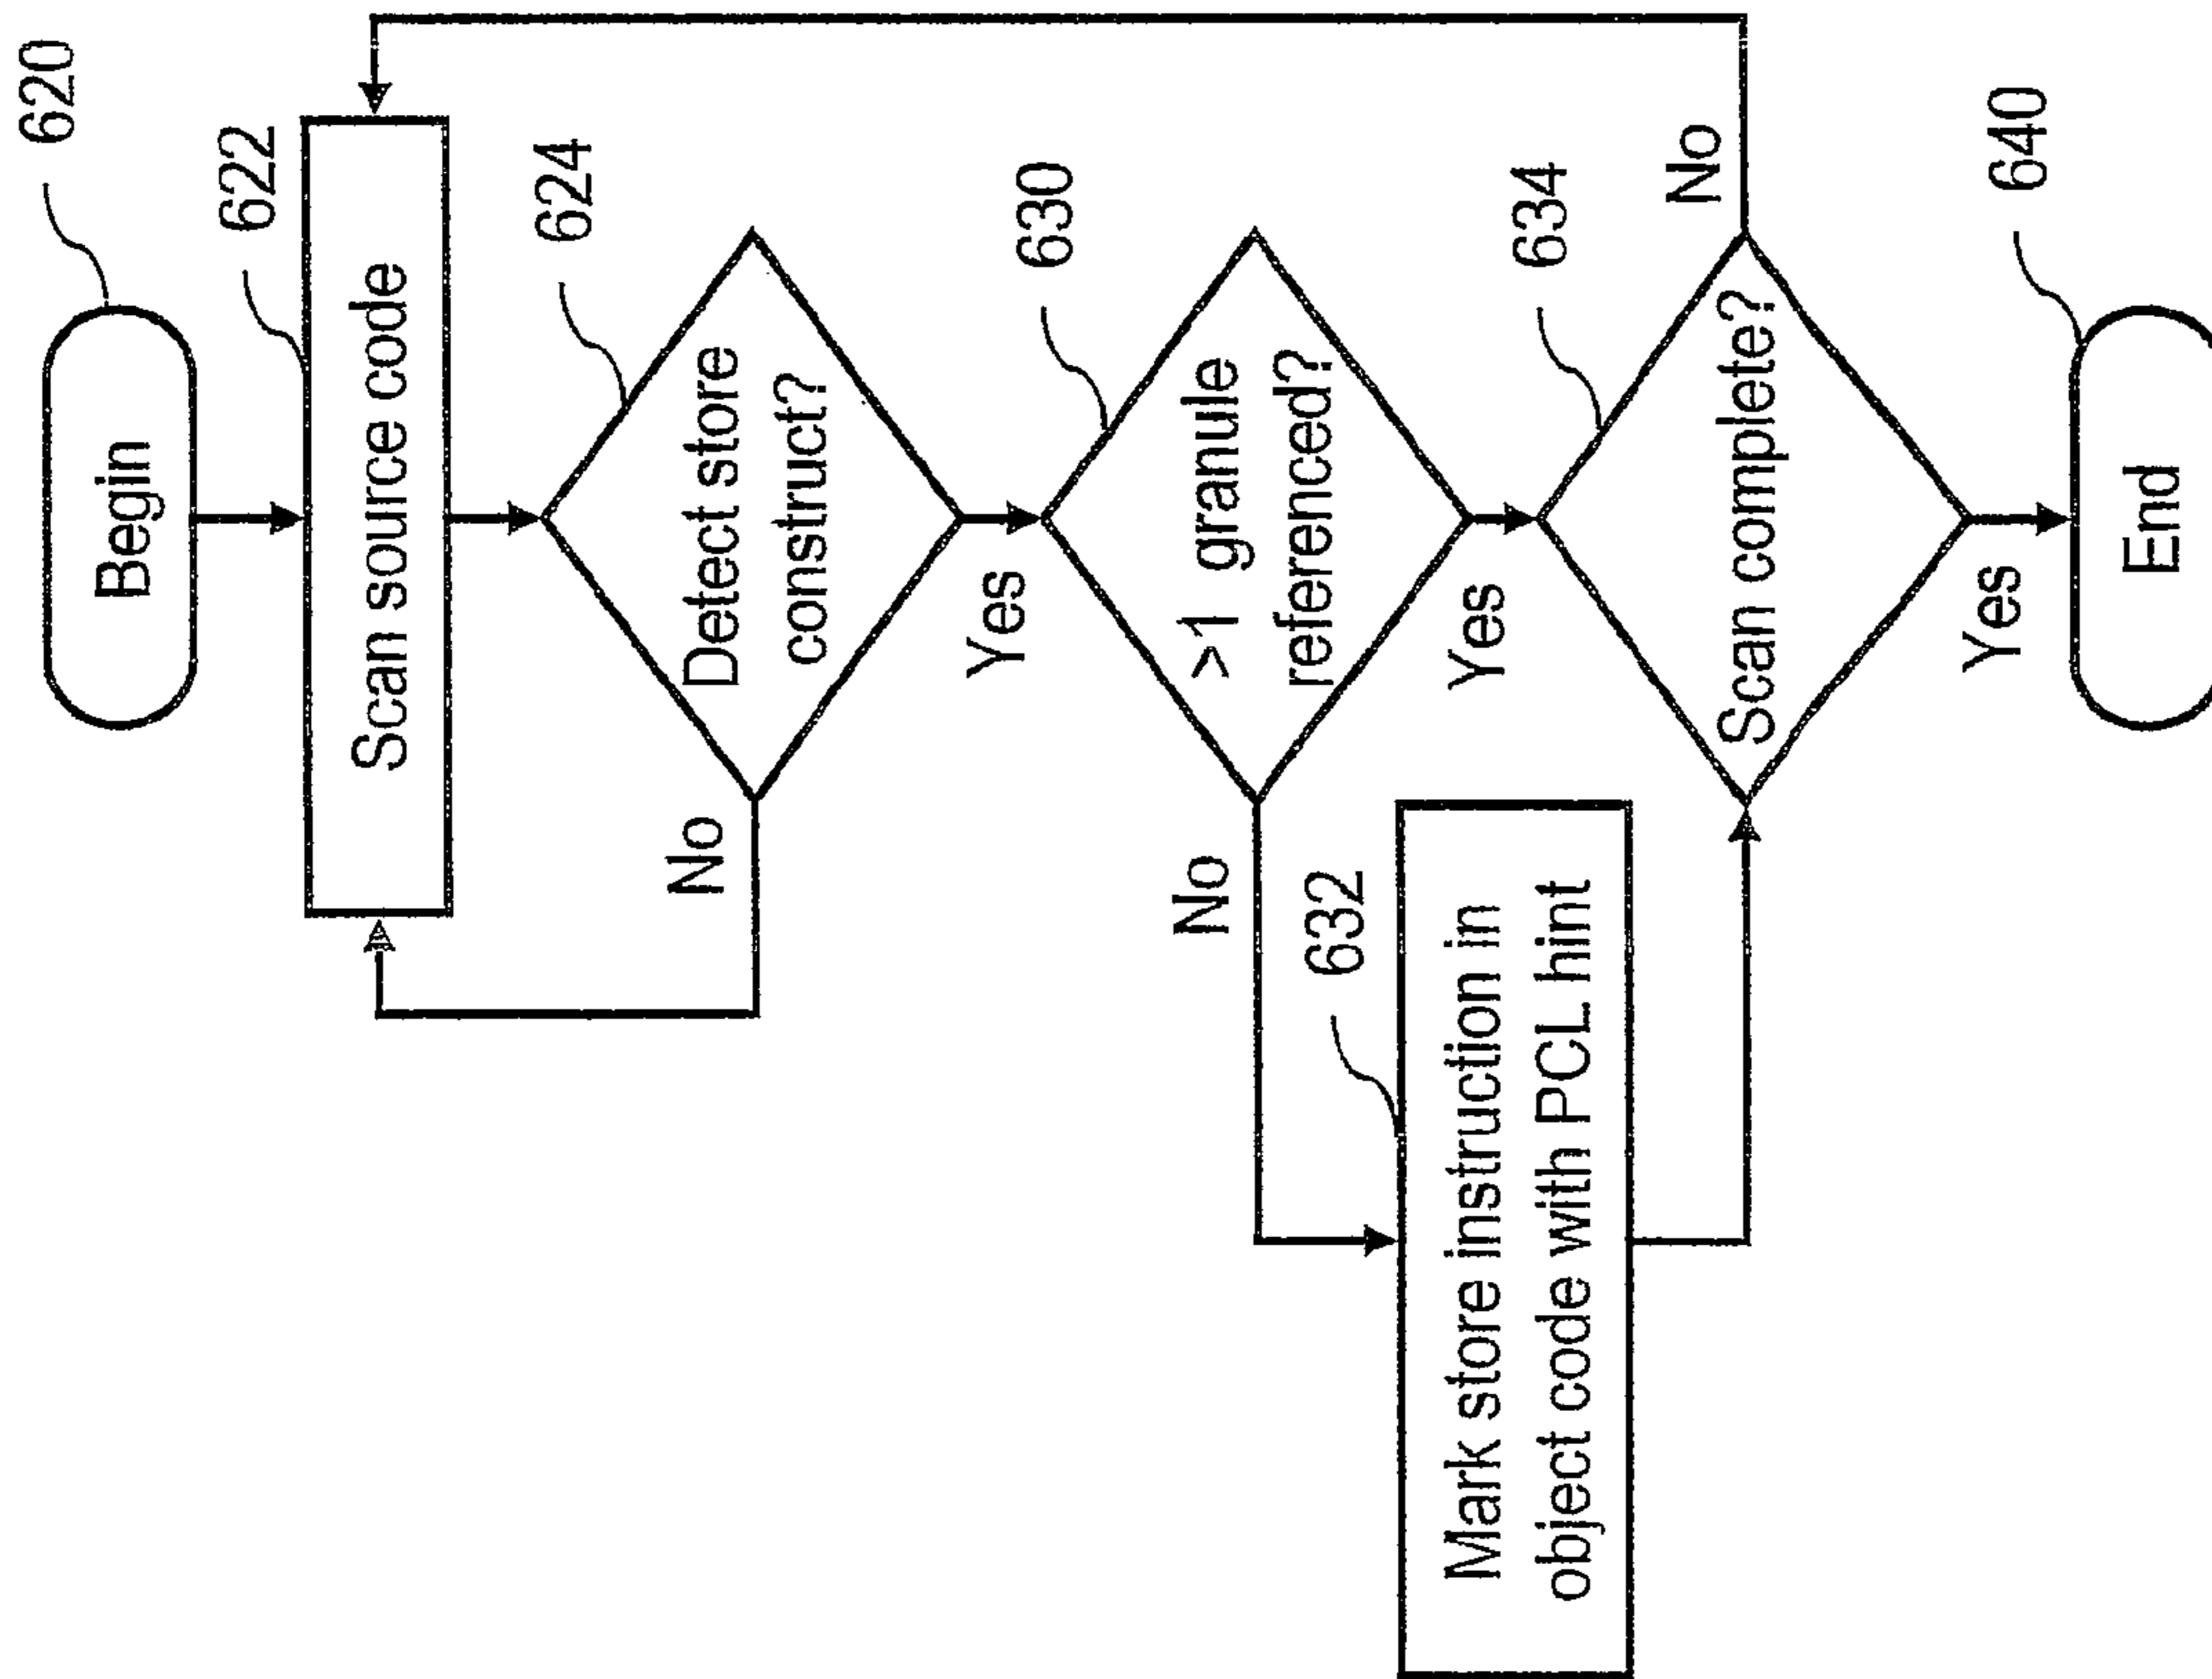 620
Begin
622
Scan source code
624
Detect store
construct?
No
Yes
630
>1 granule
referenced?
No
Yes
632
Mark store instruction in
object code with PCL hint
634
Scan complete?
No
Yes
640
End